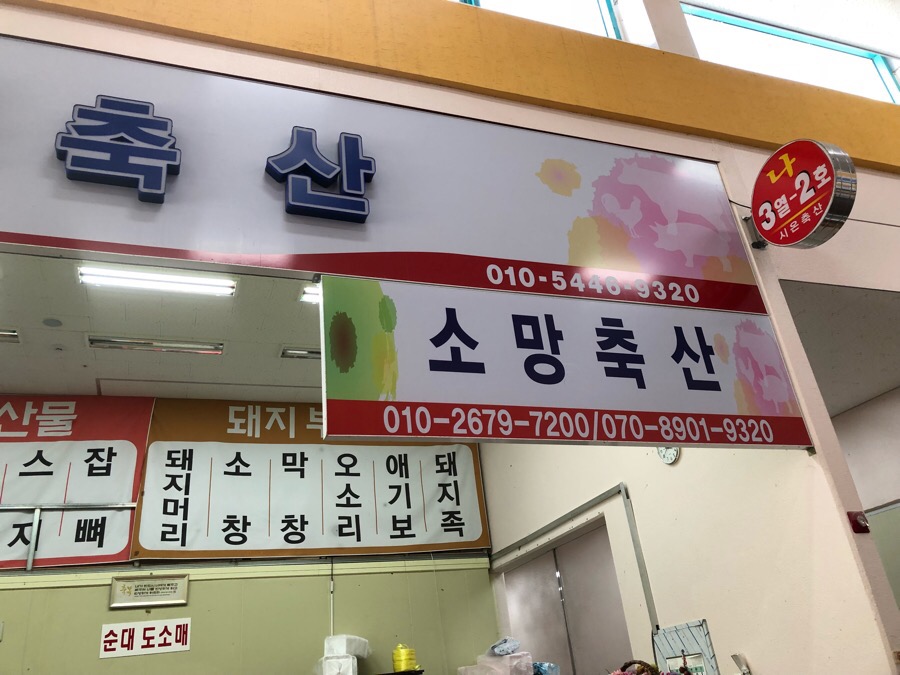 축산
010-5448-9320
나
3열-2호
시온축산
소망축산
010-2679-7200/070-8901-9320
산물
스
잡
지
뼈
돼지부
돼지머리
소창
막창
오소리
애기보
돼지족
순대 도소매